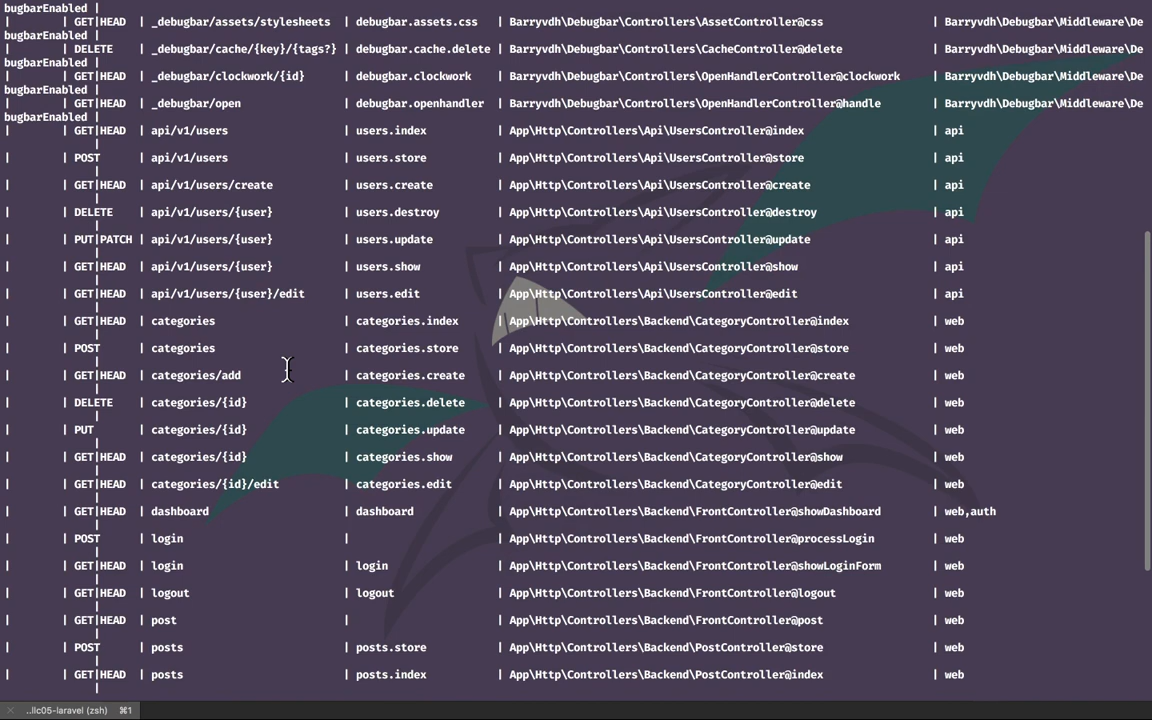 bugbarEnabled |
| | GET|HEAD | _debugbar/assets/stylesheets | debugbar.assets.css | Barryvdh\Debugbar\Controllers\AssetController@css | Barryvdh\Debugbar\Middleware\De
bugbarEnabled |
| | DELETE | _debugbar/cache/{key}/{tags?} | debugbar.cache.delete | Barryvdh\Debugbar\Controllers\CacheController@delete | Barryvdh\Debugbar\Middleware\De
bugbarEnabled |
| | GET|HEAD | _debugbar/clockwork/{id} | debugbar.clockwork | Barryvdh\Debugbar\Controllers\OpenHandlerController@clockwork | Barryvdh\Debugbar\Middleware\De
bugbarEnabled |
| | GET|HEAD | _debugbar/open | debugbar.openhandler | Barryvdh\Debugbar\Controllers\OpenHandlerController@handle | Barryvdh\Debugbar\Middleware\De
bugbarEnabled |
| | GET|HEAD | api/v1/users | users.index | App\Http\Controllers\Api\UsersController@index | api
|
| | POST | api/v1/users | users.store | App\Http\Controllers\Api\UsersController@store | api
|
| | GET|HEAD | api/v1/users/create | users.create | App\Http\Controllers\Api\UsersController@create | api
|
| | DELETE | api/v1/users/{user} | users.destroy | App\Http\Controllers\Api\UsersController@destroy | api
|
| | PUT|PATCH | api/v1/users/{user} | users.update | App\Http\Controllers\Api\UsersController@update | api
|
| | GET|HEAD | api/v1/users/{user} | users.show | App\Http\Controllers\Api\UsersController@show | api
|
| | GET|HEAD | api/v1/users/{user}/edit | users.edit | App\Http\Controllers\Api\UsersController@edit | api
|
| | GET|HEAD | categories | categories.index | App\Http\Controllers\Backend\CategoryController@index | web
|
| | POST | categories | categories.store | App\Http\Controllers\Backend\CategoryController@store | web
|
| | GET|HEAD | categories/add | categories.create | App\Http\Controllers\Backend\CategoryController@create | web
|
| | DELETE | categories/{id} | categories.delete | App\Http\Controllers\Backend\CategoryController@delete | web
|
| | PUT | categories/{id} | categories.update | App\Http\Controllers\Backend\CategoryController@update | web
|
| | GET|HEAD | categories/{id} | categories.show | App\Http\Controllers\Backend\CategoryController@show | web
|
| | GET|HEAD | categories/{id}/edit | categories.edit | App\Http\Controllers\Backend\CategoryController@edit | web
|
| | GET|HEAD | dashboard | dashboard | App\Http\Controllers\Backend\FrontController@showDashboard | web,auth
|
| | POST | login | | App\Http\Controllers\Backend\FrontController@processLogin | web
|
| | GET|HEAD | login | login | App\Http\Controllers\Backend\FrontController@showLoginForm | web
|
| | GET|HEAD | logout | logout | App\Http\Controllers\Backend\FrontController@logout | web
|
| | GET|HEAD | post | | App\Http\Controllers\Backend\FrontController@post | web
|
| | POST | posts | posts.store | App\Http\Controllers\Backend\PostController@store | web
|
| | GET|HEAD | posts | posts.index | App\Http\Controllers\Backend\PostController@index | web
|
..llc05-laravel (zsh) ⌘1